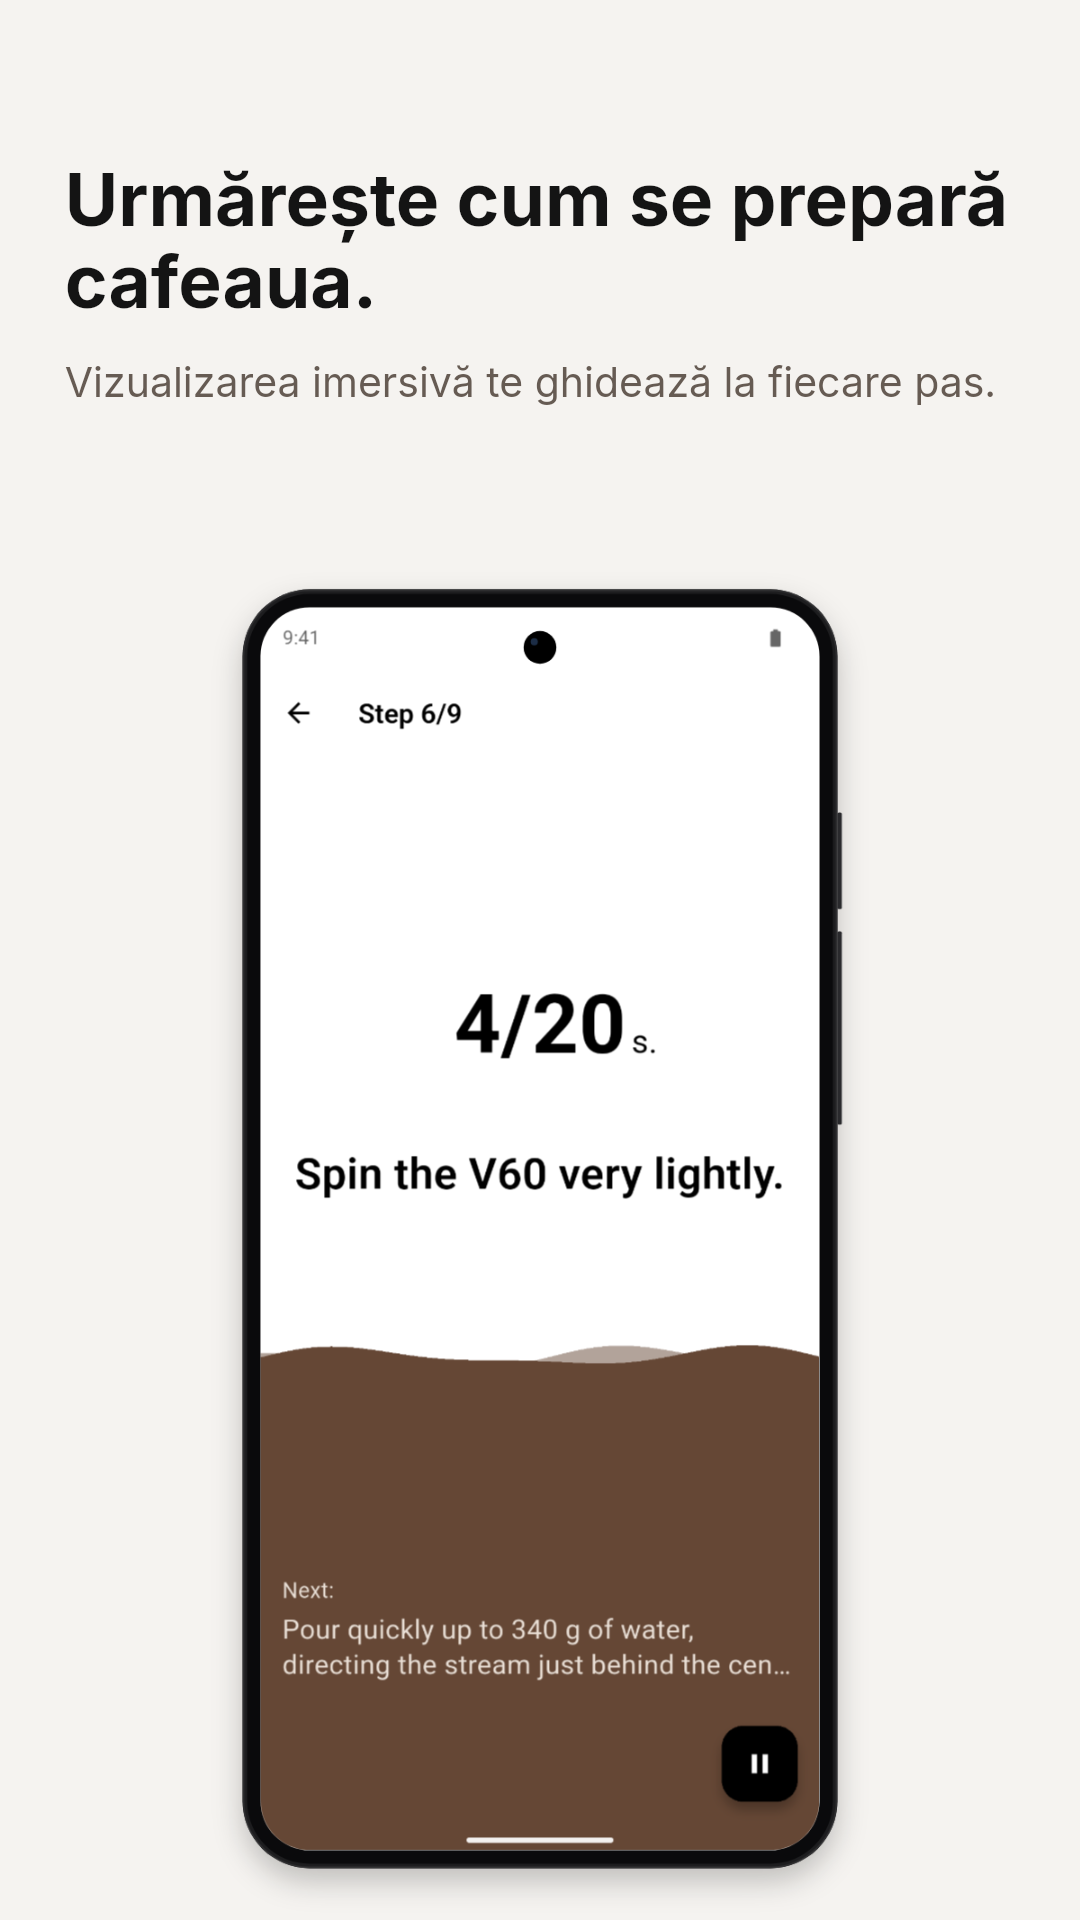 Urmărește cum se prepară
cafeaua.
Vizualizarea imersivă te ghidează la fiecare pas.
9:41
Step 6/9
4/20 s.
Spin the V60 very lightly.
Next:
Pour quickly up to 340 g of water,
directing the stream just behind the cen…